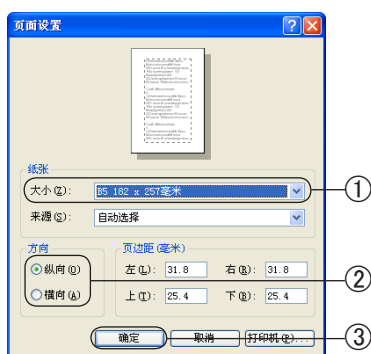 页面设置
纸张
大小(Z): B5 182 x 257毫米 ①
来源(S): 自动选择
方向 页边距(毫米)
纵向(O) 左(L): 31.8 右(R): 31.8
横向(A) 上(T): 25.4 下(B): 25.4 ②
确定 取消 打印机(P)... ③